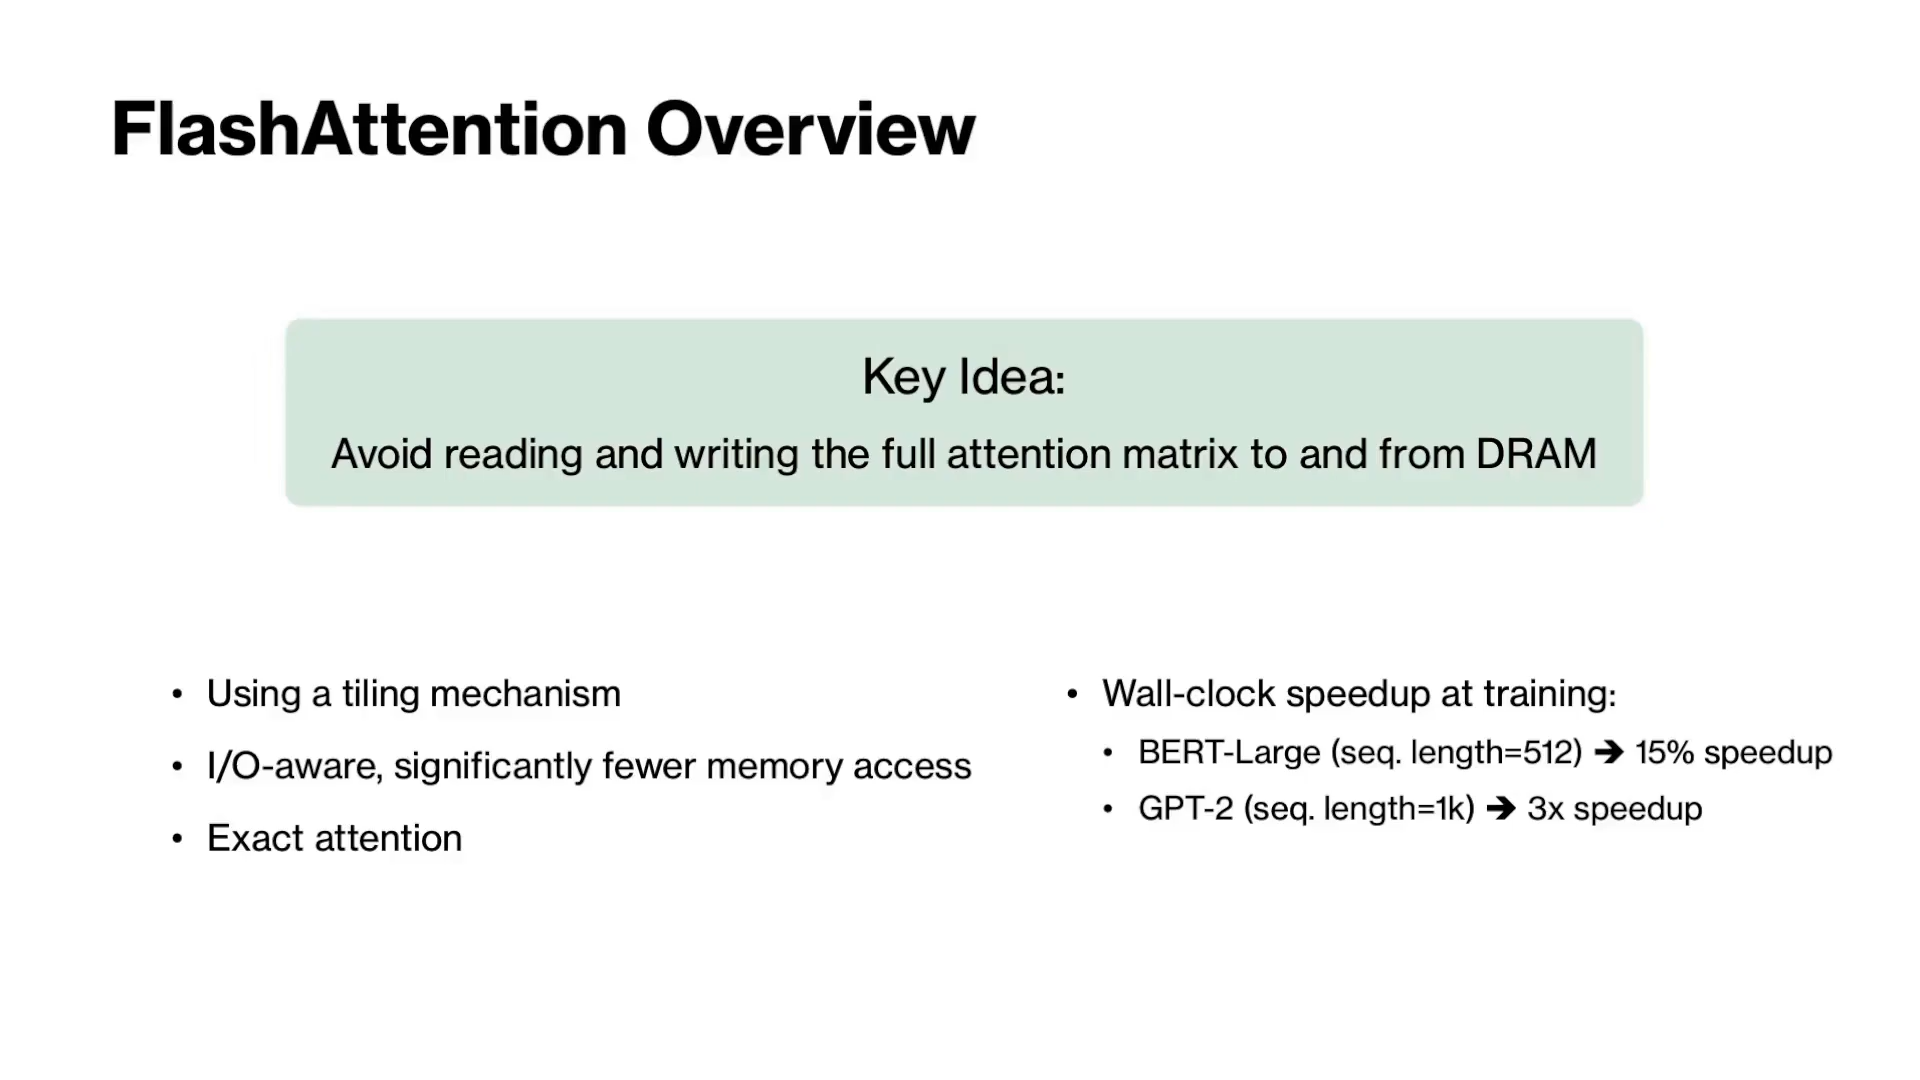 FlashAttention Overview
Key Idea:
Avoid reading and writing the full attention matrix to and from DRAM
• Using a tiling mechanism
• I/O-aware, significantly fewer memory access
• Exact attention
• Wall-clock speedup at training:
• BERT-Large (seq. length=512) ➔ 15% speedup
• GPT-2 (seq. length=1k) ➔ 3x speedup